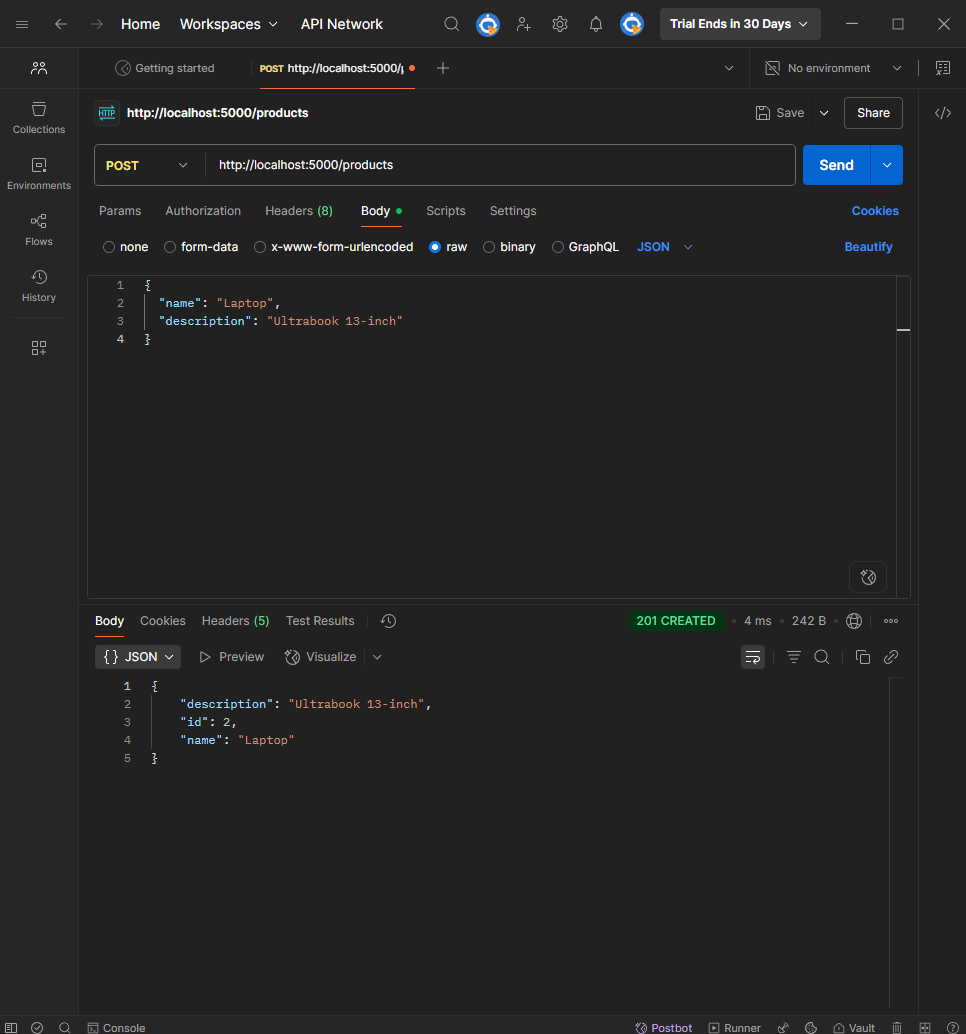 Home Workspaces API Network Trial Ends in 30 Days
Getting started POST http://localhost:5000/p No environment
Collections
Environments
Flows
History
HTTP http://localhost:5000/products Save Share
POST http://localhost:5000/products Send
Params Authorization Headers (8) Body Scripts Settings Cookies
none form-data x-www-form-urlencoded raw binary GraphQL JSON Beautify
1 {
2 "name": "Laptop",
3 "description": "Ultrabook 13-inch"
4 }
Body Cookies Headers (5) Test Results 201 CREATED 4 ms 242 B
{} JSON Preview Visualize
1 {
2 "description": "Ultrabook 13-inch",
3 "id": 2,
4 "name": "Laptop"
5 }
Console Postbot Runner Vault